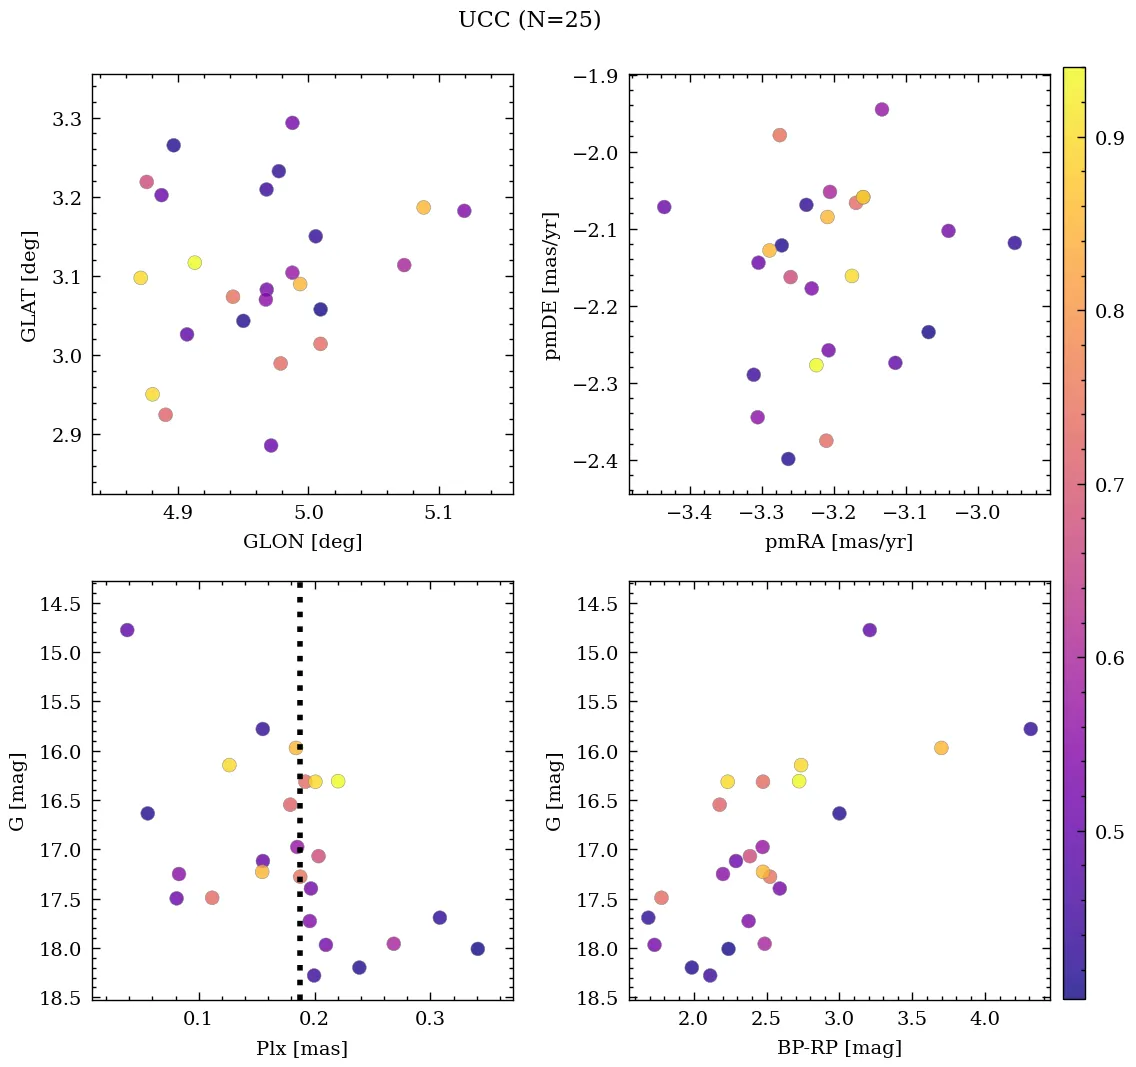 UCC (N=25)
3.3
3.2
3.1
3.0
2.9
GLAT [deg]
4.9 5.0 5.1
GLON [deg]
−1.9
−2.0
−2.1
−2.2
−2.3
−2.4
pmDE [mas/yr]
−3.4 −3.3 −3.2 −3.1 −3.0
pmRA [mas/yr]
14.5
15.0
15.5
16.0
16.5
17.0
17.5
18.0
18.5
G [mag]
0.1 0.2 0.3
Plx [mas]
14.5
15.0
15.5
16.0
16.5
17.0
17.5
18.0
18.5
G [mag]
2.0 2.5 3.0 3.5 4.0
BP-RP [mag]
0.9
0.8
0.7
0.6
0.5